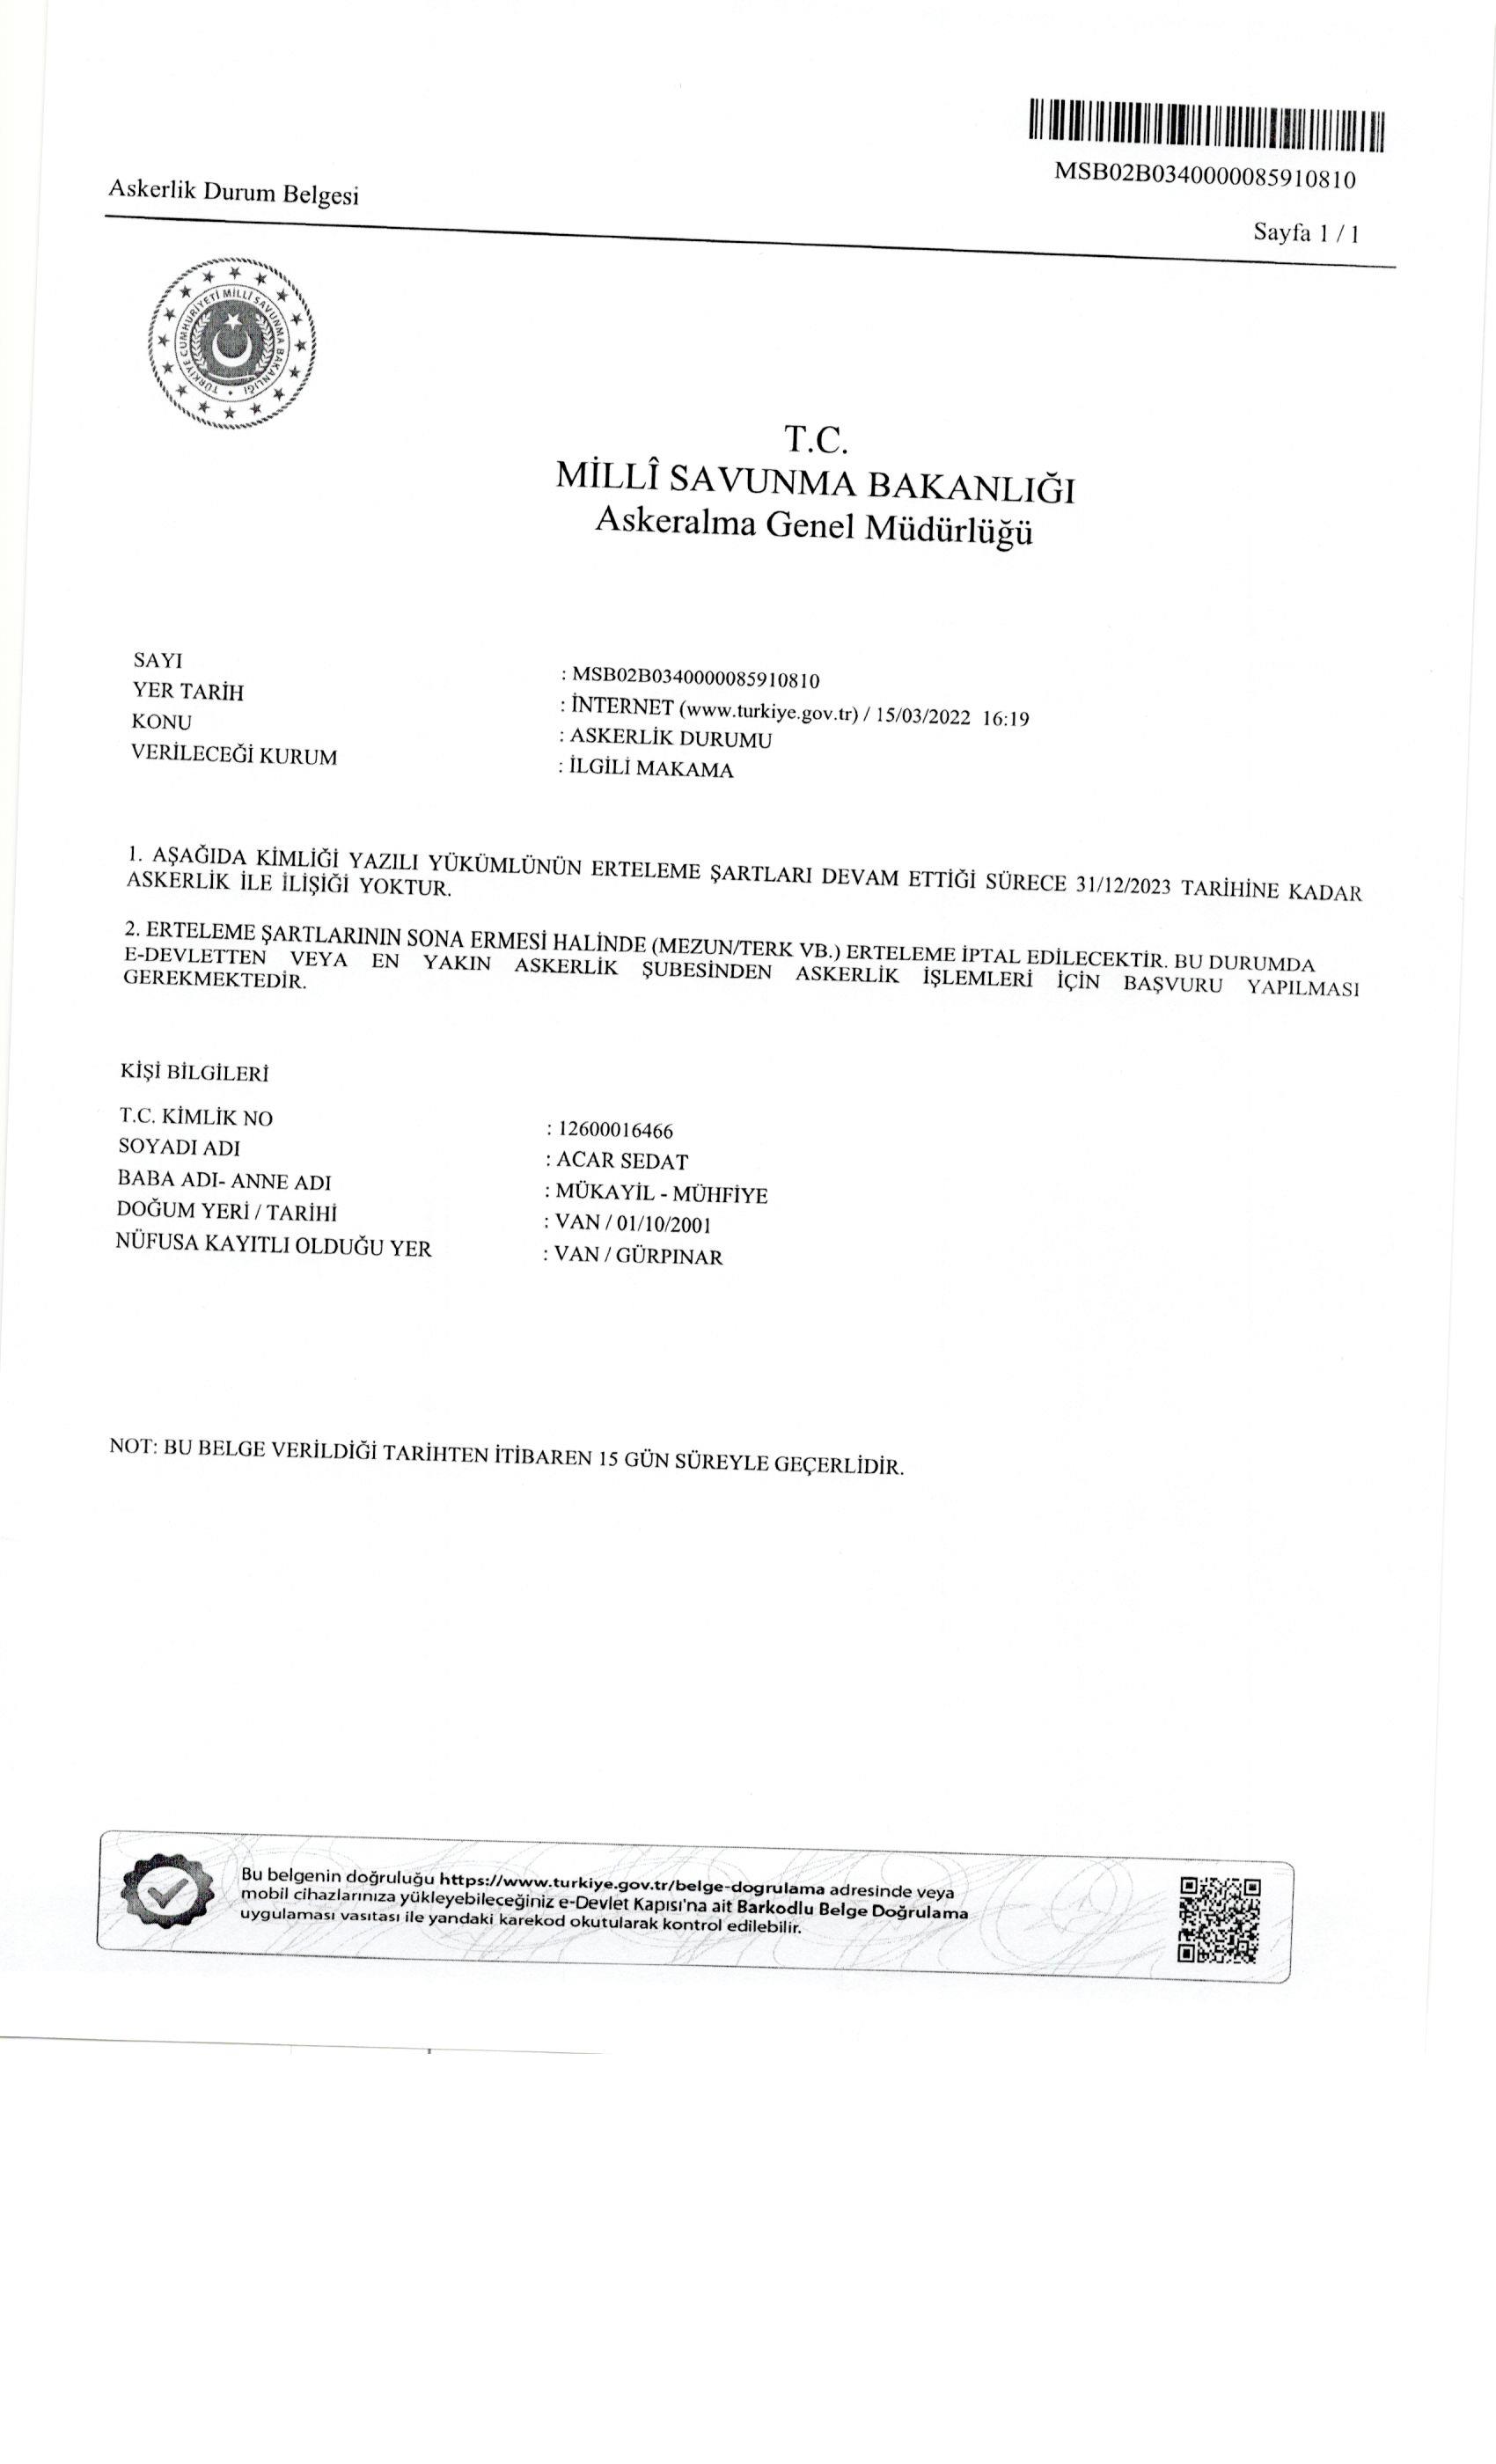 MSB02B0340000085910810
Askerlik Durum Belgesi
Sayfa 1 / 1
TÜRKİYE CUMHURİYETİ MİLLÎ SAVUNMA BAKANLIĞI
T.C.
MİLLÎ SAVUNMA BAKANLIĞI
Askeralma Genel Müdürlüğü
SAYI : MSB02B0340000085910810
YER TARİH : İNTERNET (www.turkiye.gov.tr) / 15/03/2022 16:19
KONU : ASKERLİK DURUMU
VERİLECEĞİ KURUM : İLGİLİ MAKAMA
1. AŞAĞIDA KİMLİĞİ YAZILI YÜKÜMLÜNÜN ERTELEME ŞARTLARI DEVAM ETTİĞİ SÜRECE 31/12/2023 TARİHİNE KADAR
ASKERLİK İLE İLİŞİĞİ YOKTUR.
2. ERTELEME ŞARTLARININ SONA ERMESİ HALİNDE (MEZUN/TERK VB.) ERTELEME İPTAL EDİLECEKTİR. BU DURUMDA
E-DEVLETTEN VEYA EN YAKIN ASKERLİK ŞUBESİNDEN ASKERLİK İŞLEMLERİ İÇİN BAŞVURU YAPILMASI
GEREKMEKTEDİR.
KİŞİ BİLGİLERİ
T.C. KİMLİK NO : 12600016466
SOYADI ADI : ACAR SEDAT
BABA ADI- ANNE ADI : MÜKAYİL - MÜHFİYE
DOĞUM YERİ / TARİHİ : VAN / 01/10/2001
NÜFUSA KAYITLI OLDUĞU YER : VAN / GÜRPINAR
NOT: BU BELGE VERİLDİĞİ TARİHTEN İTİBAREN 15 GÜN SÜREYLE GEÇERLİDİR.
Bu belgenin doğruluğu https://www.turkiye.gov.tr/belge-dogrulama adresinde veya
mobil cihazlarınıza yükleyebileceğiniz e-Devlet Kapısı'na ait Barkodlu Belge Doğrulama
uygulaması vasıtası ile yandaki karekod okutularak kontrol edilebilir.